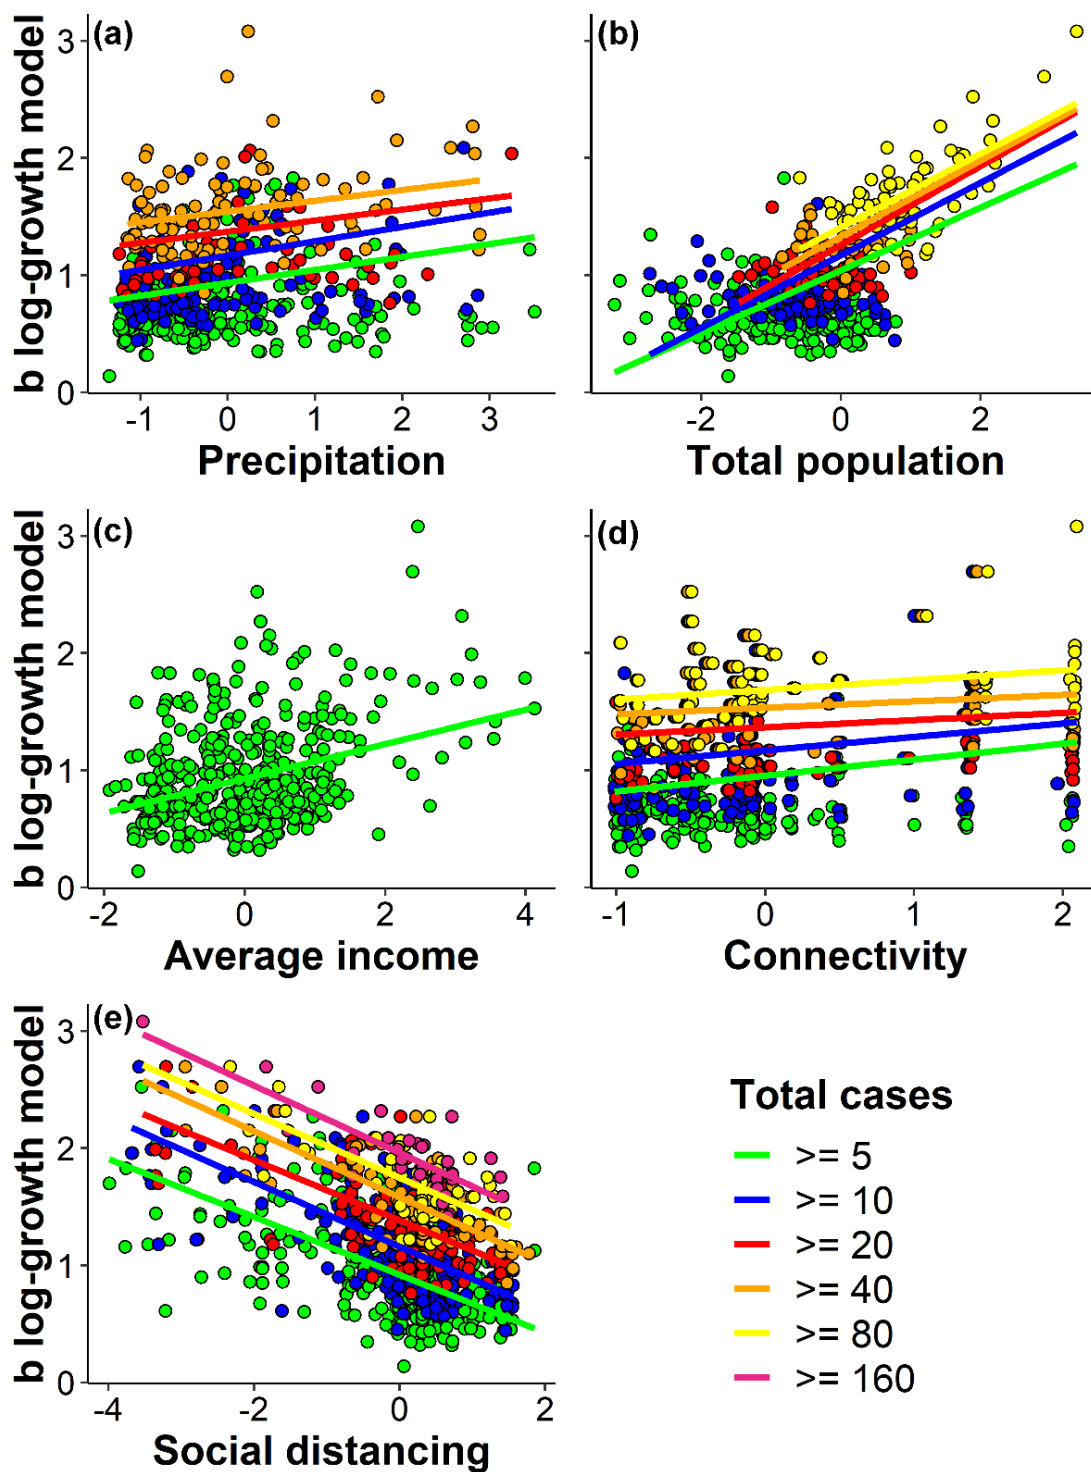 (a)
b log-growth model
3
2
1
0
-1 0 1 2 3
Precipitation
(b)
-2 0 2
Total population
(c)
b log-growth model
3
2
1
0
-2 0 2 4
Average income
(d)
-1 0 1 2
Connectivity
(e)
b log-growth model
3
2
1
0
-4 -2 0 2
Social distancing
Total cases
>= 5
>= 10
>= 20
>= 40
>= 80
>= 160